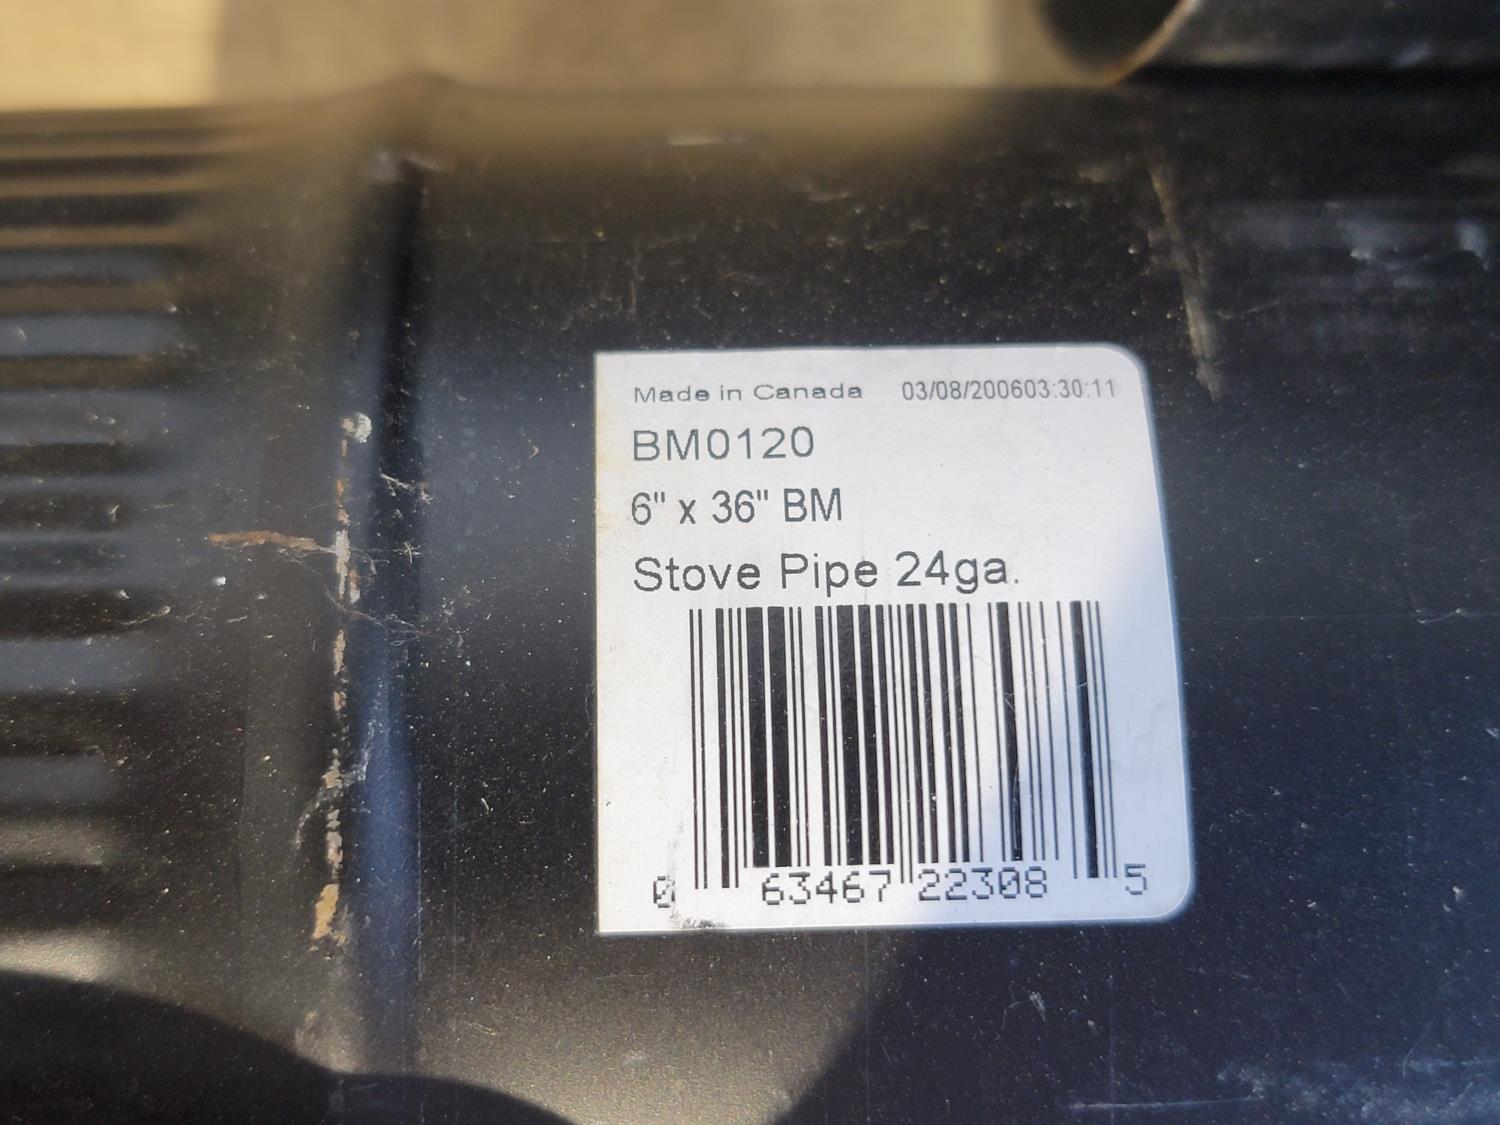 Made in Canada 03/08/200603:30:11
BM0120
6" x 36" BM
Stove Pipe 24ga.
0 63467 22308 5